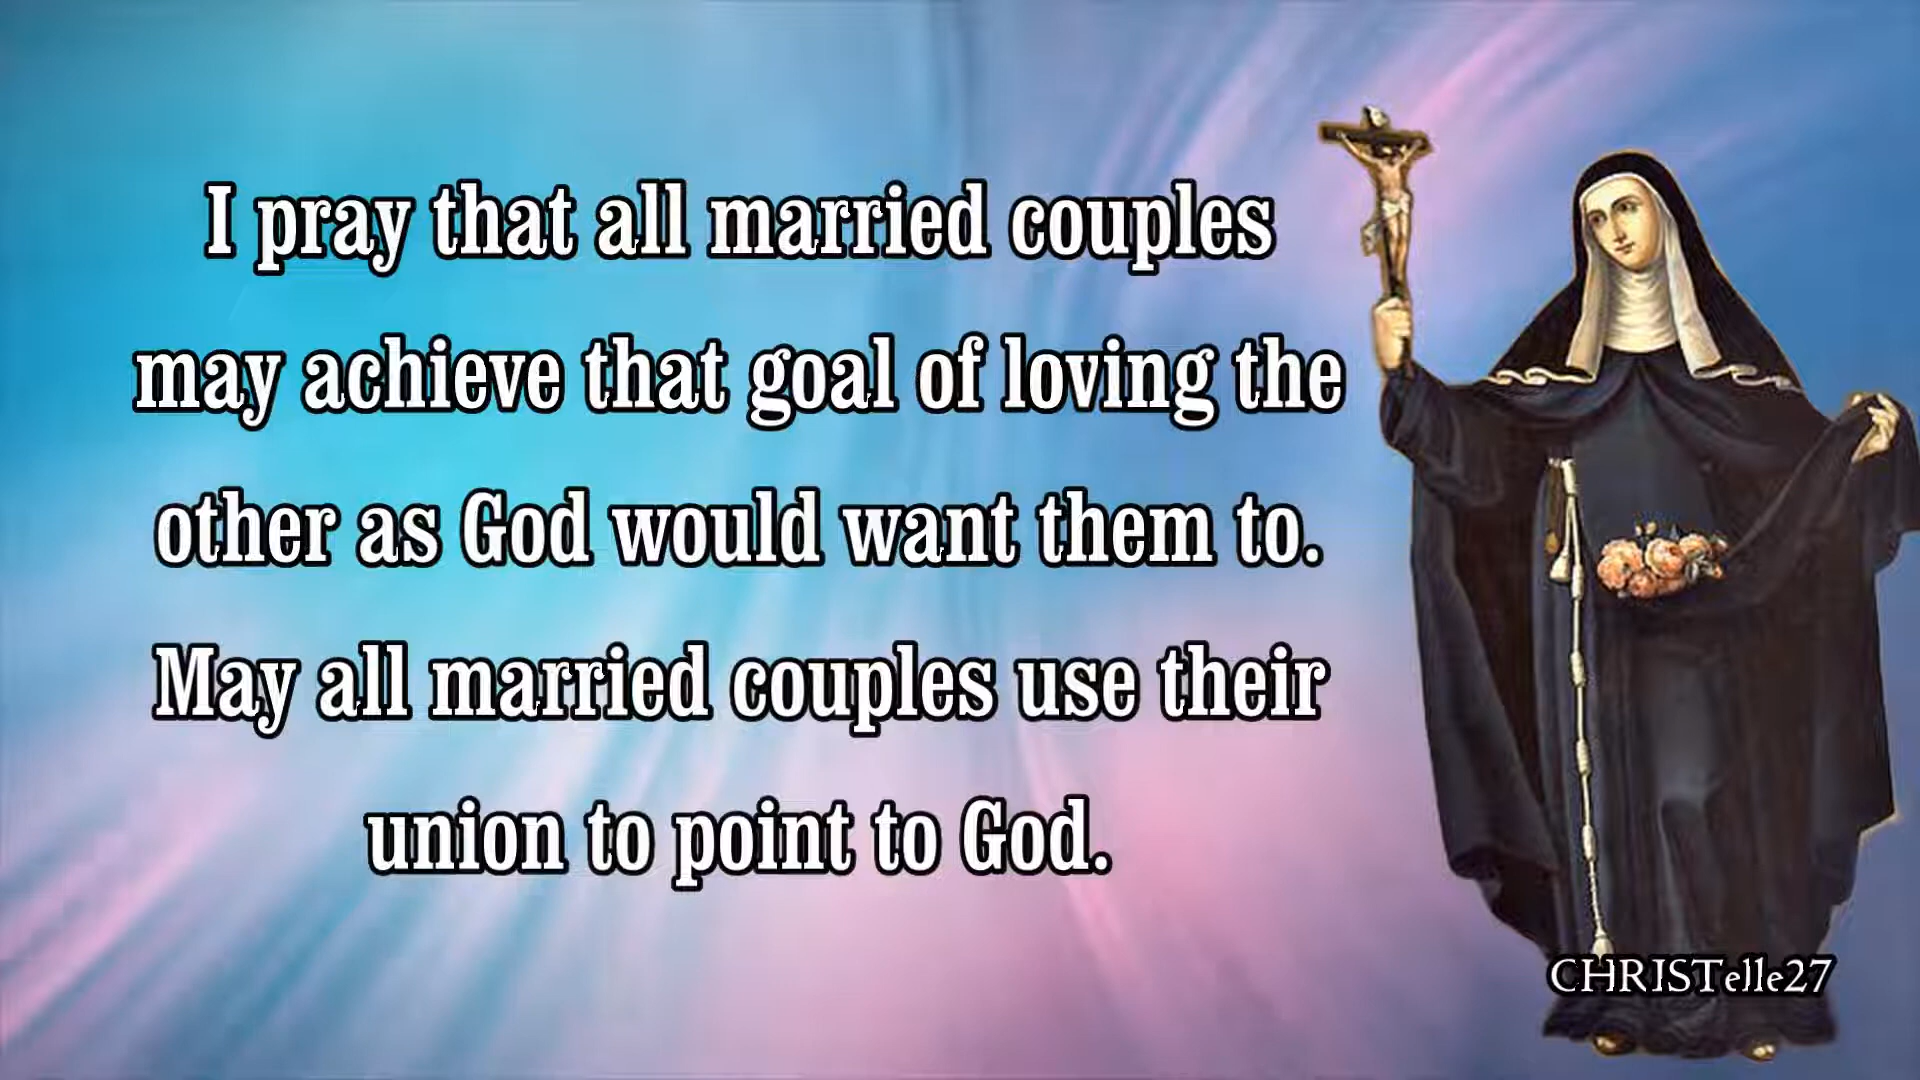 I pray that all married couples
may achieve that goal of loving the
other as God would want them to.
May all married couples use their
union to point to God.
CHRISTelle27